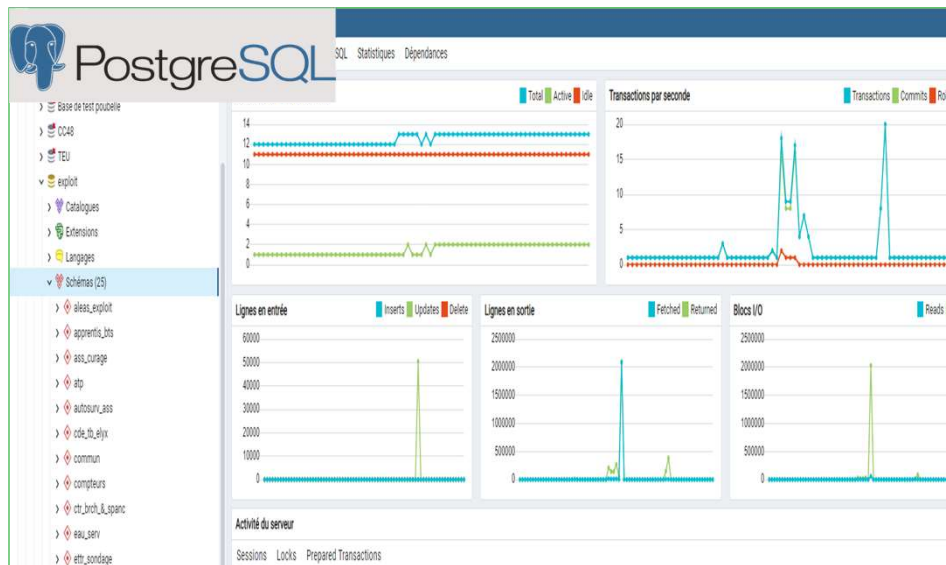 PostgreSQL
SQL Statistiques Dépendances
Base de test poubelle
CC48
TEU
exploit
Catalogues
Extensions
Langages
Schémas (25)
aleas_exploit
apprentis_bts
ass_curage
atp
autosurv_ass
cde_tb_elyx
commun
compteurs
ctr_brch_&_spanc
eau_serv
ettr_sondage
Total Active Idle
14
12
10
8
6
4
2
0
Transactions par seconde
Transactions Commits Ro
20
15
10
5
0
Lignes en entrée
Inserts Updates Delete
60000
50000
40000
30000
20000
10000
0
Lignes en sortie
Fetched Returned
2500000
2000000
1500000
1000000
500000
0
Blocs I/O
Reads
2500000
2000000
1500000
1000000
500000
0
Activité du serveur
Sessions Locks Prepared Transactions